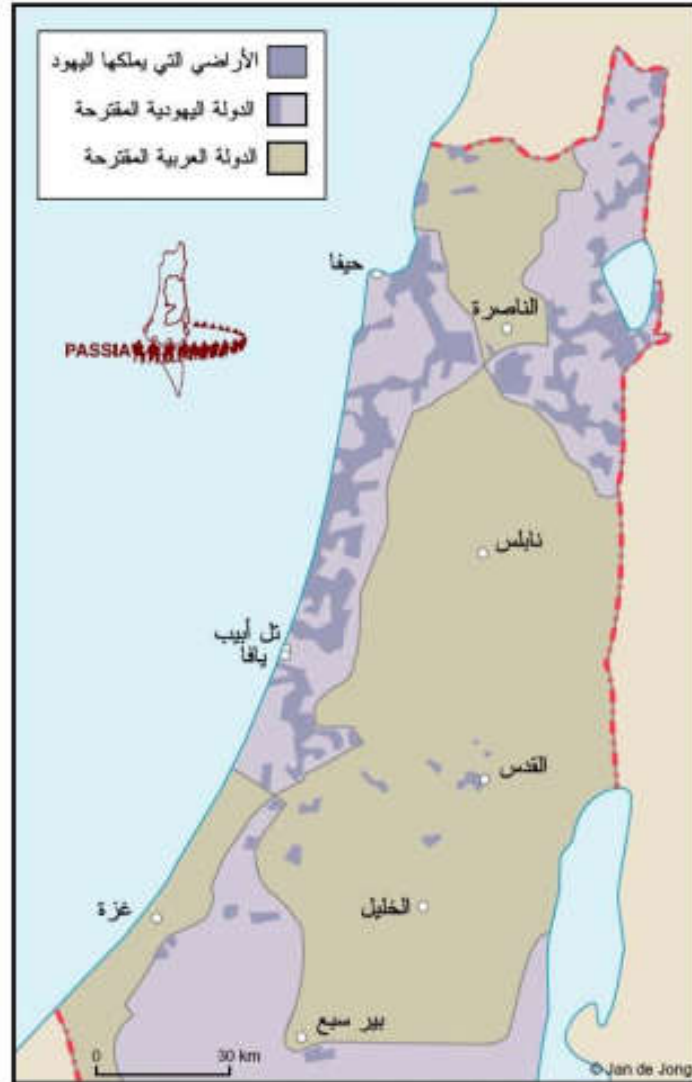 الأراضي التي يملكها اليهود
الدولة اليهودية المقترحة
الدولة العربية المقترحة
حيفا
الناصرة
PASSIA
نابلس
تل أبيب
يافا
القدس
غزة
الخليل
بير سبع
0 30 km
© Jan de Jong